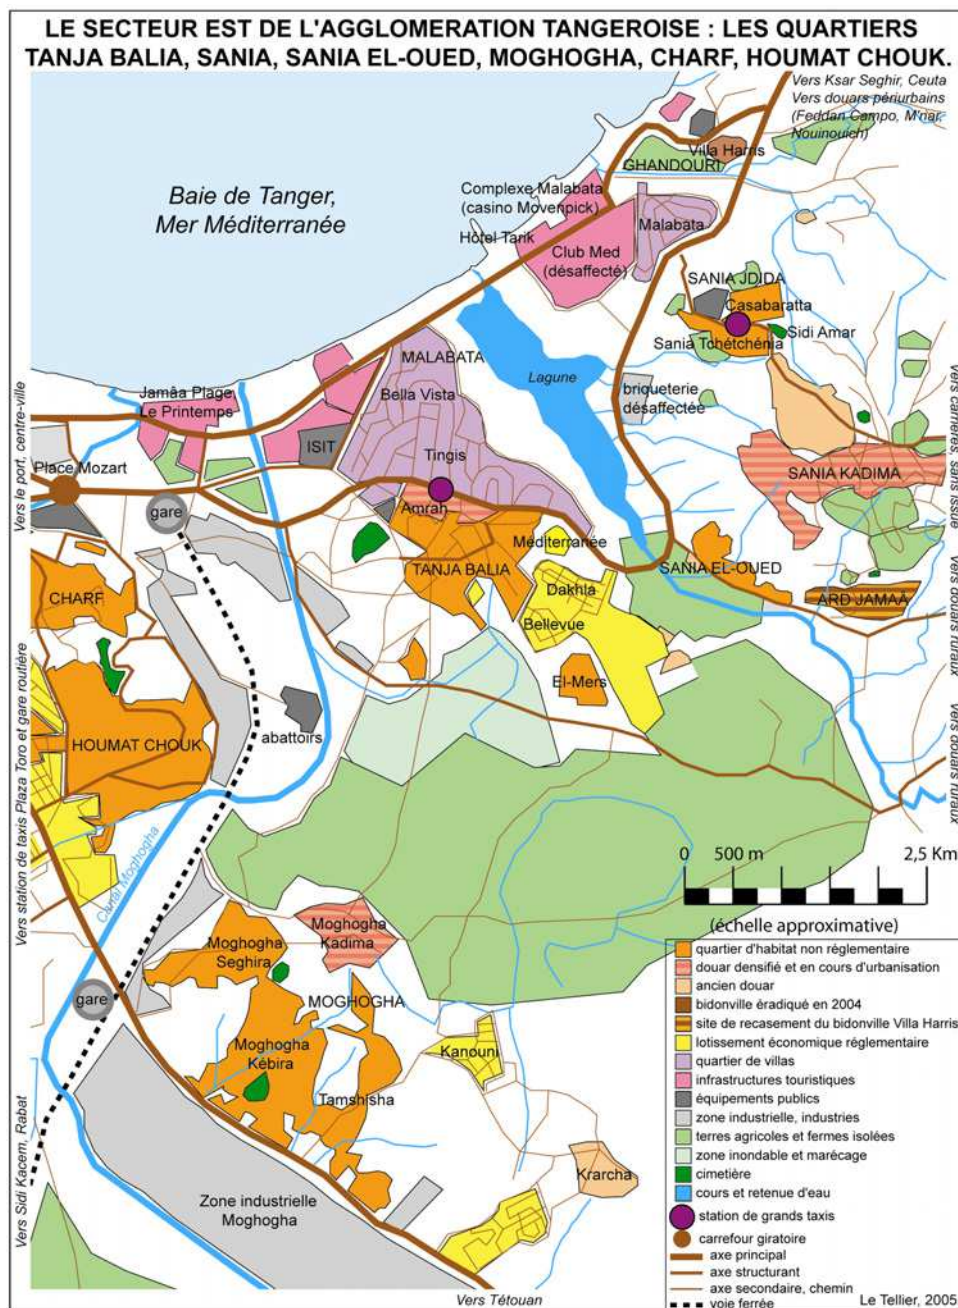 LE SECTEUR EST DE L'AGGLOMERATION TANGEROISE : LES QUARTIERS
TANJA BALIA, SANIA, SANIA EL-OUED, MOGHOGHA, CHARF, HOUMAT CHOUK.
Vers Ksar Seghir, Ceuta
Vers douars périurbains
(Feddan Campo, M'nar,
Nouinouich)
Villa Harris
GHANDOURI
Baie de Tanger,
Mer Méditerranée
Complexe Malabata
(casino Movenpick)
Hôtel Tarik
Malabata
Club Med
(désaffecté)
SANIA JDIDA
Casabaratta
Sidi Amar
Sania Tchétchénia
MALABATA
Lagune
briqueterie
désaffectée
Jamâa Plage,
Le Printemps
Bella Vista
ISIT
Tingis
Vers le port, centre-ville
Place Mozart
SANIA KADIMA
Vers carrières, sans issue
gare
Amrah
Méditerranée
CHARF
TANJA BALIA
SANIA EL-OUED
Dakhla
ARD JAMAÂ
Bellevue
Vers douars ruraux
El-Mers
HOUMAT CHOUK
abattoirs
Vers douars ruraux
Vers station de taxis Plaza Toro et gare routière
Canal Moghogha
0 500 m 2,5 Km
(échelle approximative)
Moghogha
Kadima
Moghogha
Seghira
MOGHOGHA
gare
Moghogha
Kébira
Kanouni
Tamshisha
Krarcha
Vers Sidi Kacem, Rabat
Zone industrielle
Moghogha
Vers Tétouan
quartier d'habitat non réglementaire
douar densifié et en cours d'urbanisation
ancien douar
bidonville éradiqué en 2004
site de recasement du bidonville Villa Harris
lotissement économique réglementaire
quartier de villas
infrastructures touristiques
équipements publics
zone industrielle, industries
terres agricoles et fermes isolées
zone inondable et marécage
cimetière
cours et retenue d'eau
station de grands taxis
carrefour giratoire
axe principal
axe structurant
axe secondaire, chemin
voie ferrée
Le Tellier, 2005